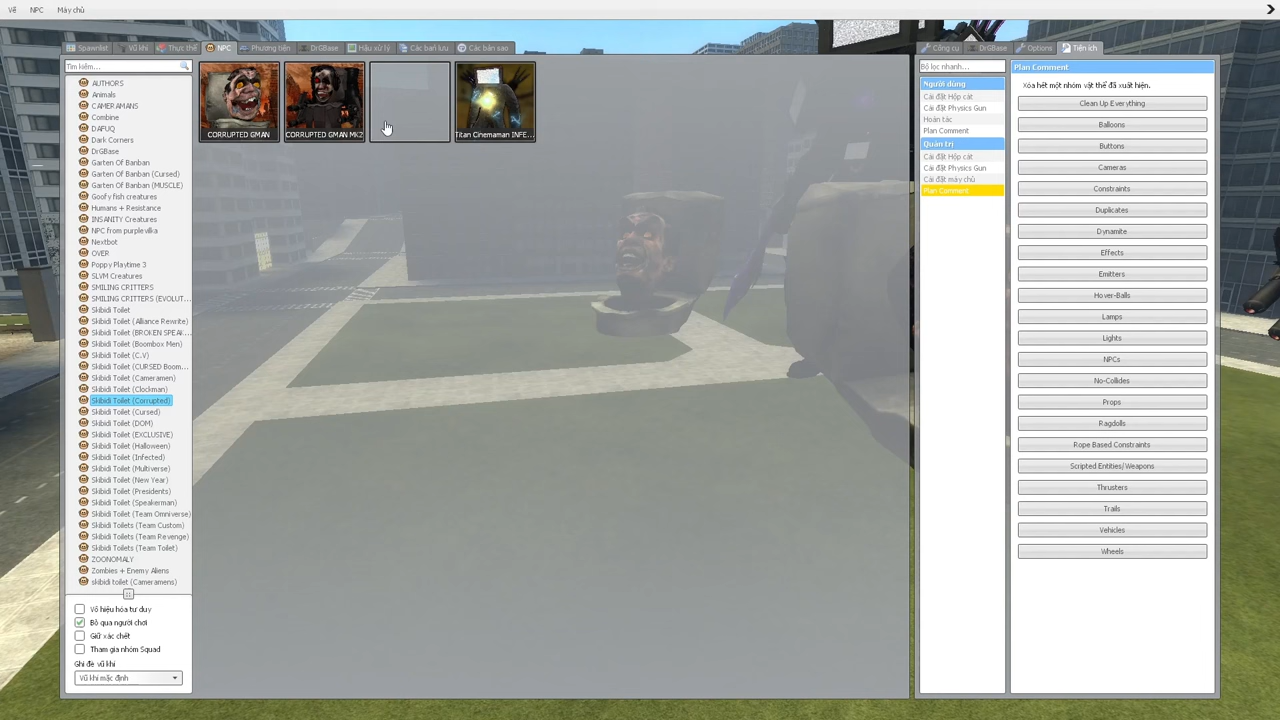 Vẽ NPC Máy chủ
Spawnlist Vũ khí Thực thể NPC Phương tiện DrGBase Hậu xử lý Các bản lưu Các bản sao
Công cụ DrGBase Options Tiện ích
Tìm kiếm...
AUTHORS
Animals
CAMERAMANS
Combine
DAFUQ
Dark Corners
DrGBase
Garten Of Banban
Garten Of Banban (Cursed)
Garten Of Banban (MUSCLE)
Goofy fish creatures
Humans + Resistance
INSANITY Creatures
NPC from purplevilka
Nextbot
OVER
Poppy Playtime 3
SLVM Creatures
SMILING CRITTERS
SMILING CRITTERS (EVOLUT...
Skibidi Toilet
Skibidi Toilet (Alliance Rewrite)
Skibidi Toilet (BROKEN SPEAK...
Skibidi Toilet (Boombox Men)
Skibidi Toilet (C.V)
Skibidi Toilet (CURSED Boom...
Skibidi Toilet (Cameramen)
Skibidi Toilet (Clockman)
Skibidi Toilet (Corrupted)
Skibidi Toilet (Cursed)
Skibidi Toilet (DOM)
Skibidi Toilet (EXCLUSIVE)
Skibidi Toilet (Halloween)
Skibidi Toilet (Infected)
Skibidi Toilet (Multiverse)
Skibidi Toilet (New Year)
Skibidi Toilet (Presidents)
Skibidi Toilet (Speakerman)
Skibidi Toilet (Team Omniverse)
Skibidi Toilets (Team Custom)
Skibidi Toilets (Team Revenge)
Skibidi Toilets (Team Toilet)
ZOONOMALY
Zombies + Enemy Aliens
skibidi toilet (Cameramens)
Vô hiệu hóa tư duy
Bỏ qua người chơi
Giữ xác chết
Tham gia nhóm Squad
Ghi đè vũ khí
Vũ khí mặc định
CORRUPTED GMAN
CORRUPTED GMAN MK2
Titan Cinemaman INFE...
Bộ lọc nhanh...
Người dùng
Cài đặt Hộp cát
Cài đặt Physics Gun
Hoàn tác
Plan Comment
Quản trị
Cài đặt Hộp cát
Cài đặt Physics Gun
Cài đặt máy chủ
Plan Comment
Plan Comment
Xóa hết một nhóm vật thể đã xuất hiện.
Clean Up Everything
Balloons
Buttons
Cameras
Constraints
Duplicates
Dynamite
Effects
Emitters
Hover-Balls
Lamps
Lights
NPCs
No-Collides
Props
Ragdolls
Rope Based Constraints
Scripted Entities/Weapons
Thrusters
Trails
Vehicles
Wheels